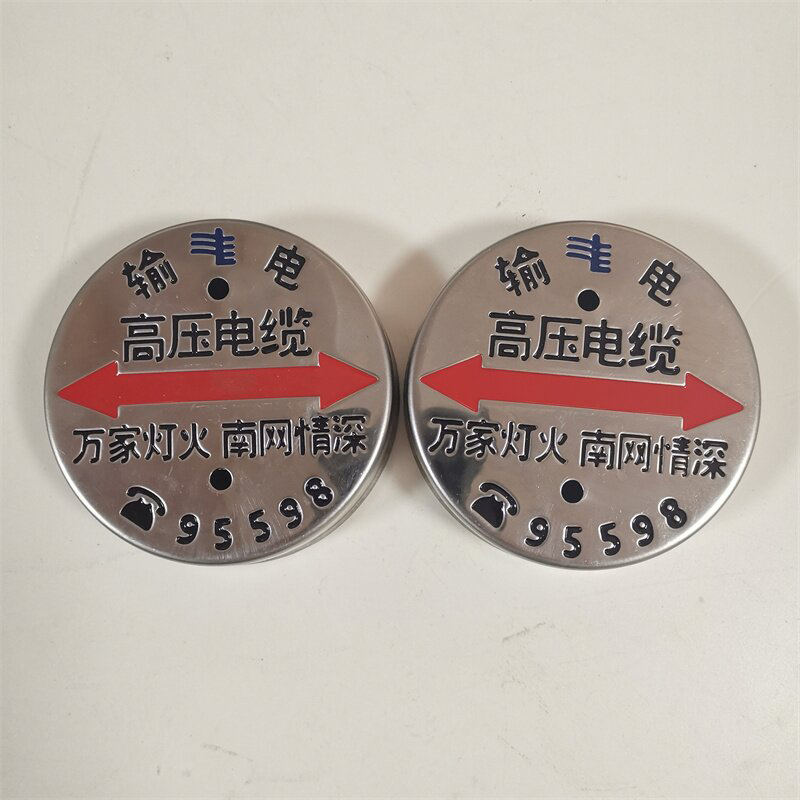 输 电
高压电缆
万家灯火 南网情深
95598
输 电
高压电缆
万家灯火 南网情深
95598